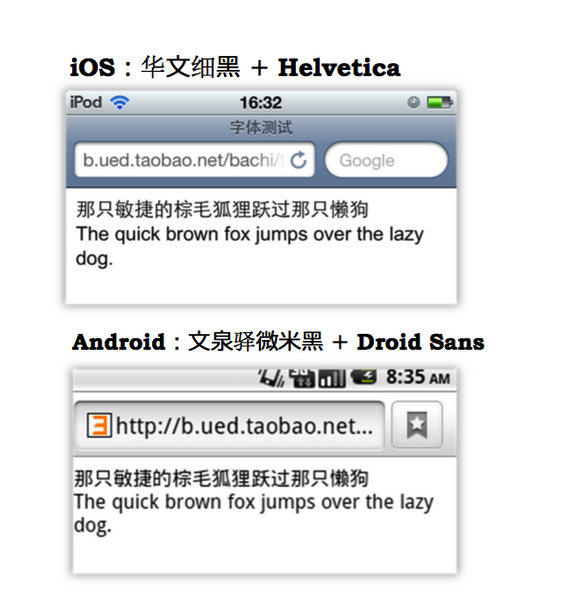 iOS：华文细黑 + Helvetica
iPod 16:32
字体测试
b.ued.taobao.net/bachi/ Google
那只敏捷的棕毛狐狸跃过那只懒狗
The quick brown fox jumps over the lazy
dog.
Android：文泉驿微米黑 + Droid Sans
8:35 AM
http://b.ued.taobao.net...
那只敏捷的棕毛狐狸跃过那只懒狗
The quick brown fox jumps over the lazy
dog.